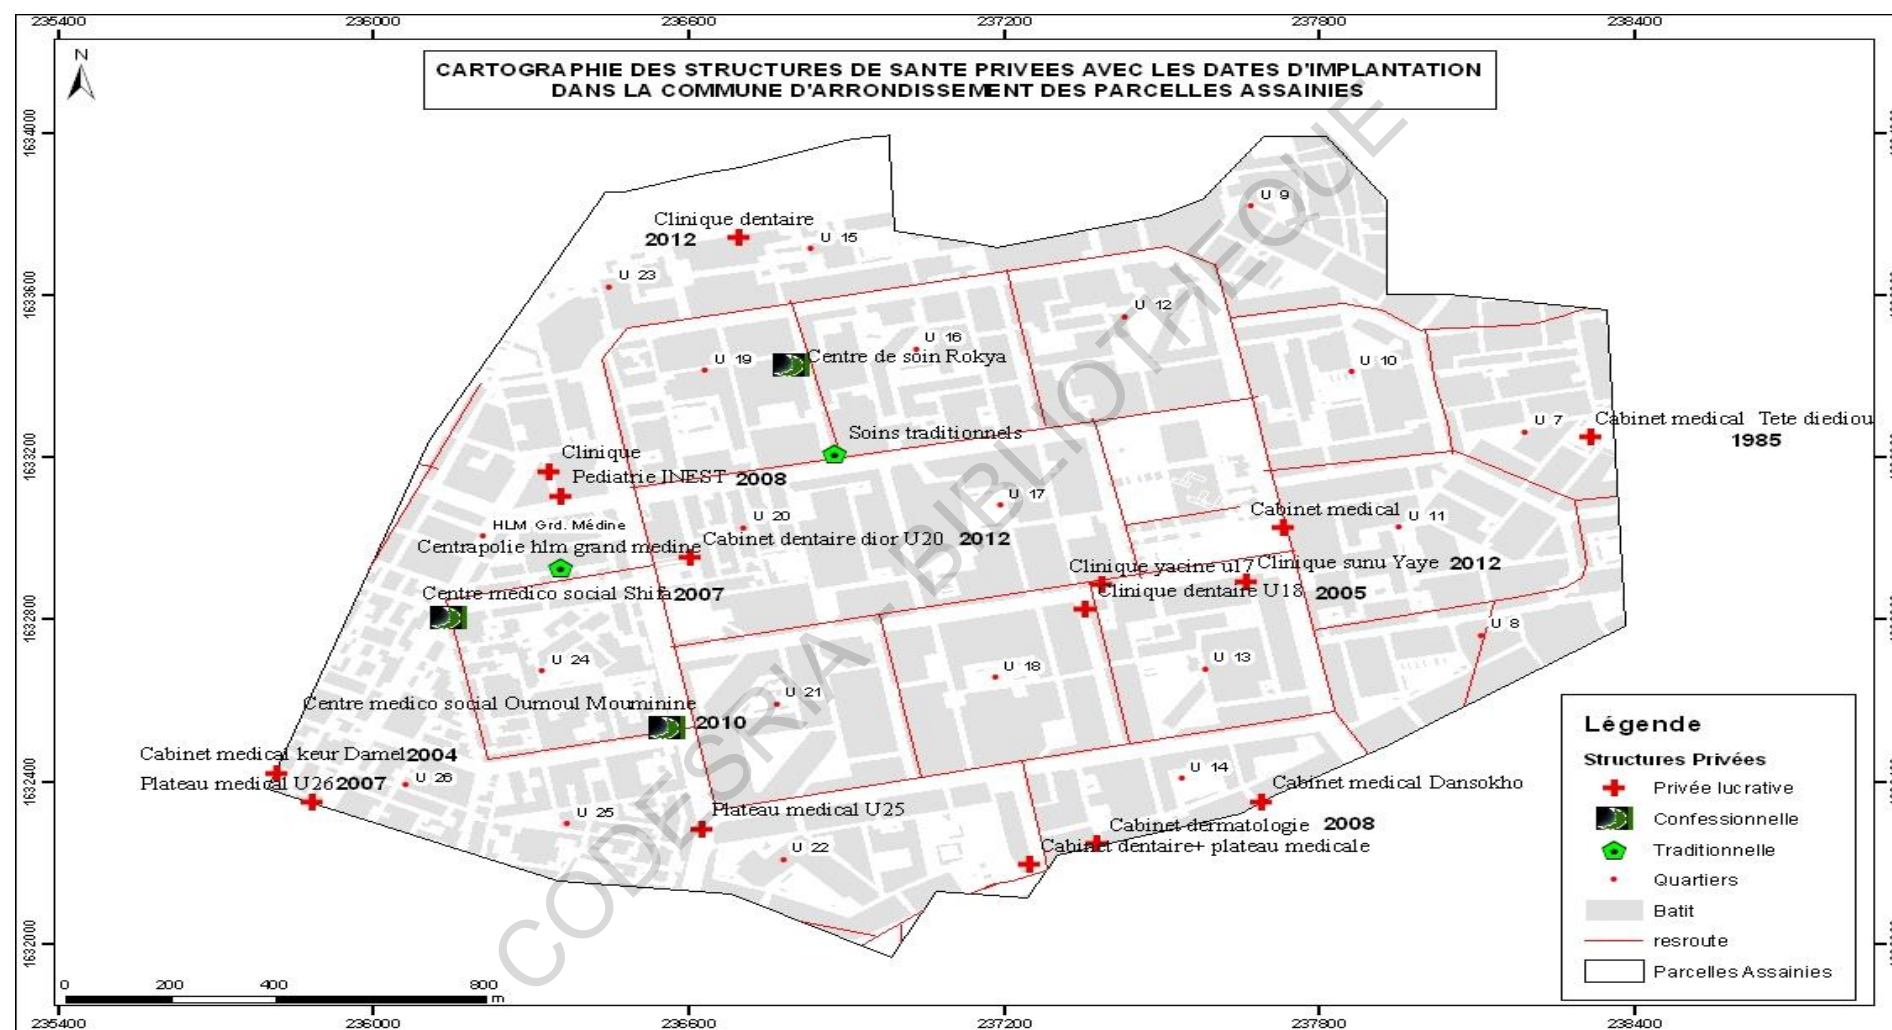 235400 236000 236600 237200 237800 238400
N
CARTOGRAPHIE DES STRUCTURES DE SANTE PRIVEES AVEC LES DATES D'IMPLANTATION
DANS LA COMMUNE D'ARRONDISSEMENT DES PARCELLES ASSAINIES
1634000
U 9
Clinique dentaire
2012
U 15
U 23
1633600
U 12
U 16
U 19
Centre de soin Rokya
U 10
Soins traditionnels
U 7
Cabinet medical Tete diediou
1985
1633200
Clinique
Pediatrie INEST 2008
U 17
HLM Grd. Médine
U 20
Cabinet medical
U 11
Centrapolie hlm grand medine
Cabinet dentaire dior U20 2012
Clinique yacine u17
Clinique sunu Yaye 2012
Centre medico social Shifa 2007
Clinique dentaire U18 2005
1632800
U 8
U 24
U 18
U 13
U 21
Centre medico social Oumoul Mouminine
2010
Cabinet medical keur Damel 2004
Plateau medical U26 2007
U 26
U 14
Cabinet medical Dansokho
1632400
U 25
Plateau medical U25
Cabinet dermatologie 2008
Cabinet dentaire+ plateau medicale
U 22
1632000
Légende
Structures Privées
Privée lucrative
Confessionnelle
Traditionnelle
Quartiers
Batit
resroute
Parcelles Assainies
0 200 400 800
m
235400 236000 236600 237200 237800 238400
CODESRIA - BIBLIOTHEQUE